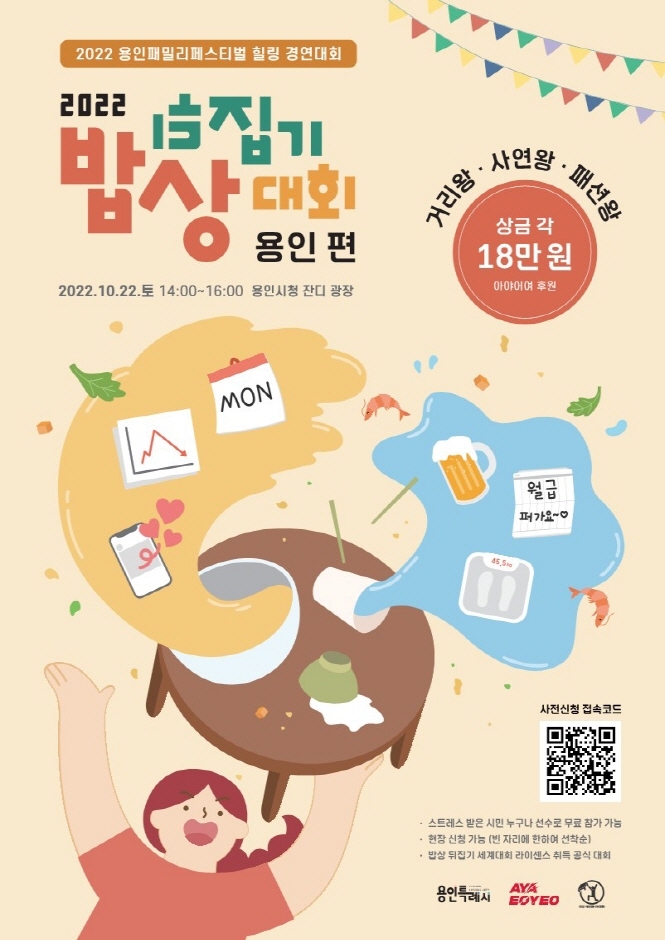 2022 용인패밀리페스티벌 힐링 경연대회
2022
밥상 뒤집기
대회
용인 편
2022.10.22.토 14:00~16:00 용인시청 잔디 광장
거리왕 · 사연왕 · 패션왕
상금 각
18만 원
아야어여 후원
MON
월급
퍼가요~♡
45.5
사전신청 접속코드
· 스트레스 받은 시민 누구나 선수로 무료 참가 가능
· 현장 신청 가능 (빈 자리에 한하여 선착순)
· 밥상 뒤집기 세계대회 라이센스 취득 공식 대회
용인특례시
AYA
EOYEO